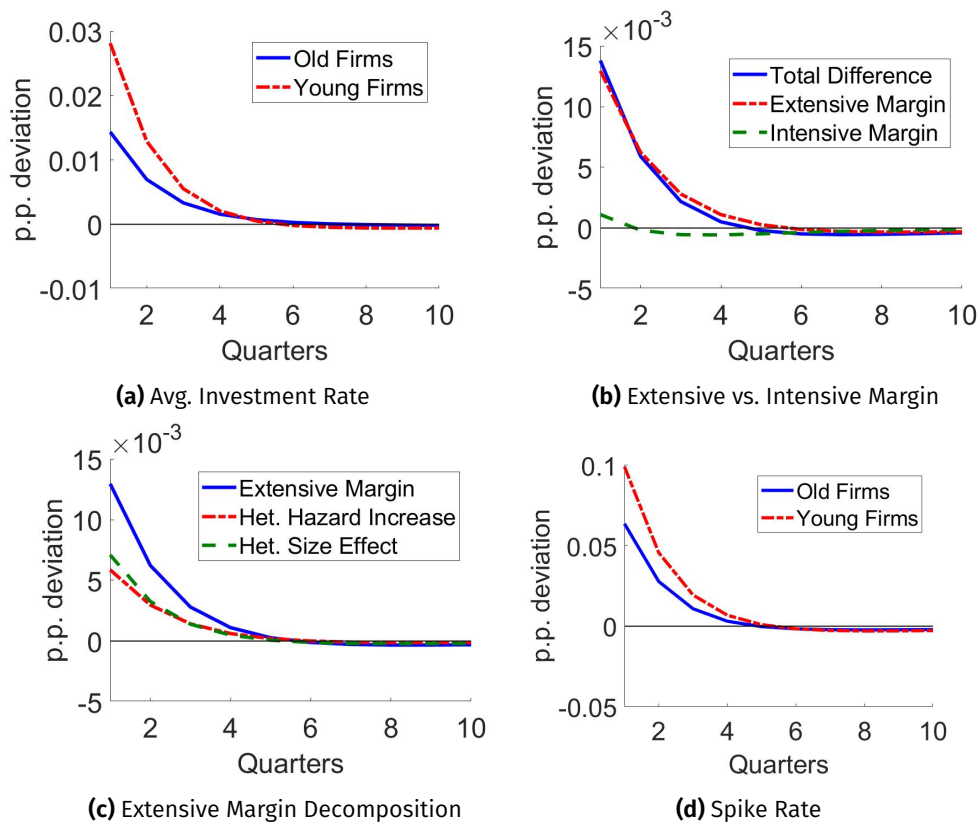 0.03
0.02
0.01
0
-0.01
p.p. deviation
Old Firms
Young Firms
2 4 6 8 10
Quarters
(a) Avg. Investment Rate
×10⁻³
15
10
5
0
-5
p.p. deviation
Total Difference
Extensive Margin
Intensive Margin
2 4 6 8 10
Quarters
(b) Extensive vs. Intensive Margin
×10⁻³
15
10
5
0
-5
p.p. deviation
Extensive Margin
Het. Hazard Increase
Het. Size Effect
2 4 6 8 10
Quarters
(c) Extensive Margin Decomposition
0.1
0.05
0
-0.05
p.p. deviation
Old Firms
Young Firms
2 4 6 8 10
Quarters
(d) Spike Rate